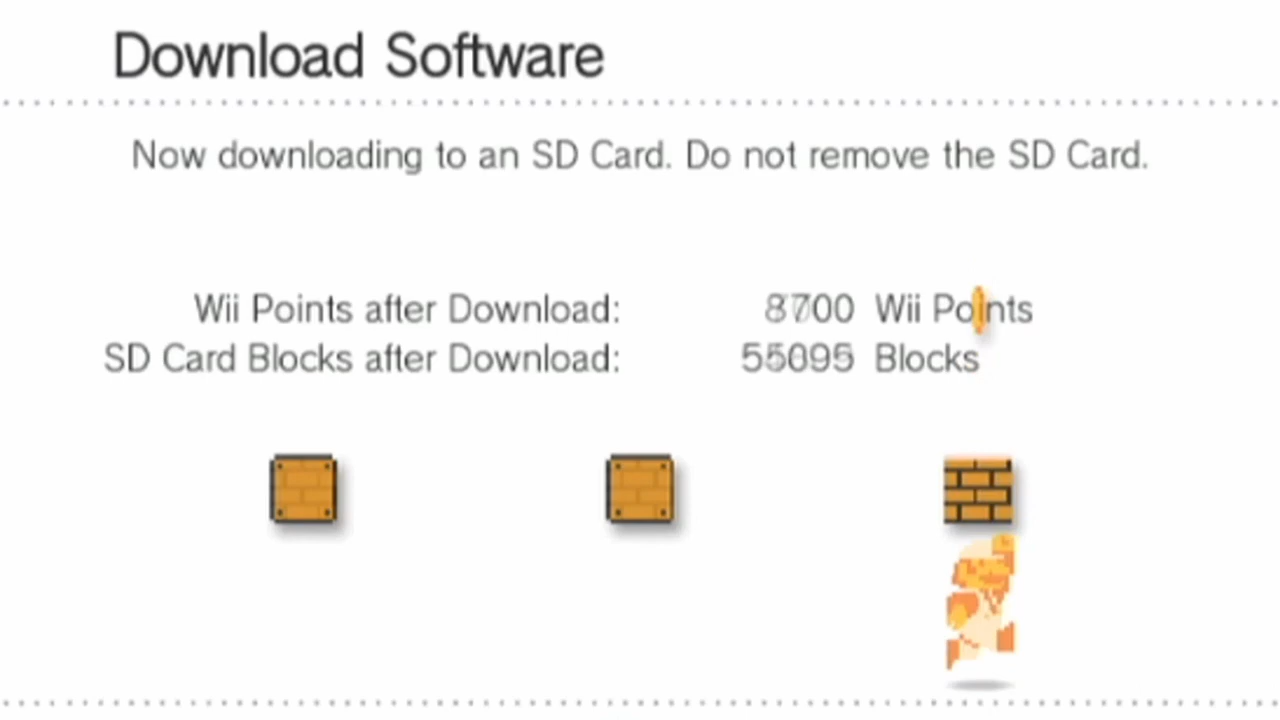 Download Software
Now downloading to an SD Card. Do not remove the SD Card.
Wii Points after Download: 8700 Wii Points
SD Card Blocks after Download: Blocks